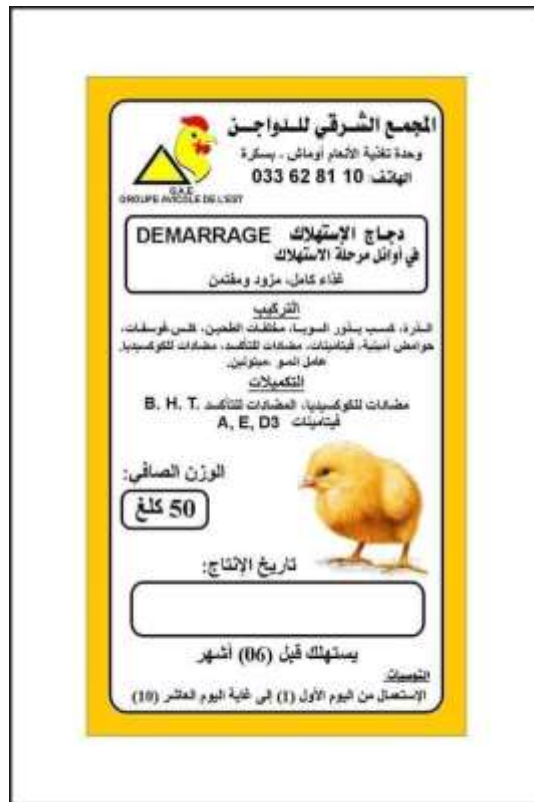 المجمع الشرقي للدواجن
وحدة تغذية الأنعام أوماش ـ بسكرة
الهاتف: 033 62 81 10
G.A.E
GROUPE AVICOLE DE L'EST
دجاج الإستهلاك DEMARRAGE
في أوائل مرحلة الاستهلاك
غذاء كامل، مزود ومقتمن
التركيب
الذرة، كسب بذور السويا، مخلفات الطحين، كلس،فوسفات،
حوامض أمينية، فيتامينات، مضادات للتأكسد، مضادات للكوكسيديا،
عامل النمو ،ميثونين.
التكميلات
مضادات للكوكسيديا، المضادات للتأكسد B. H. T.
فيتامينات A, E, D3
الوزن الصافي:
50 كلغ
تاريخ الإنتاج:
يستهلك قبل (06) أشهر
التوصيات:
الإستعمال من اليوم الأول (1) إلى غاية اليوم العاشر (10)